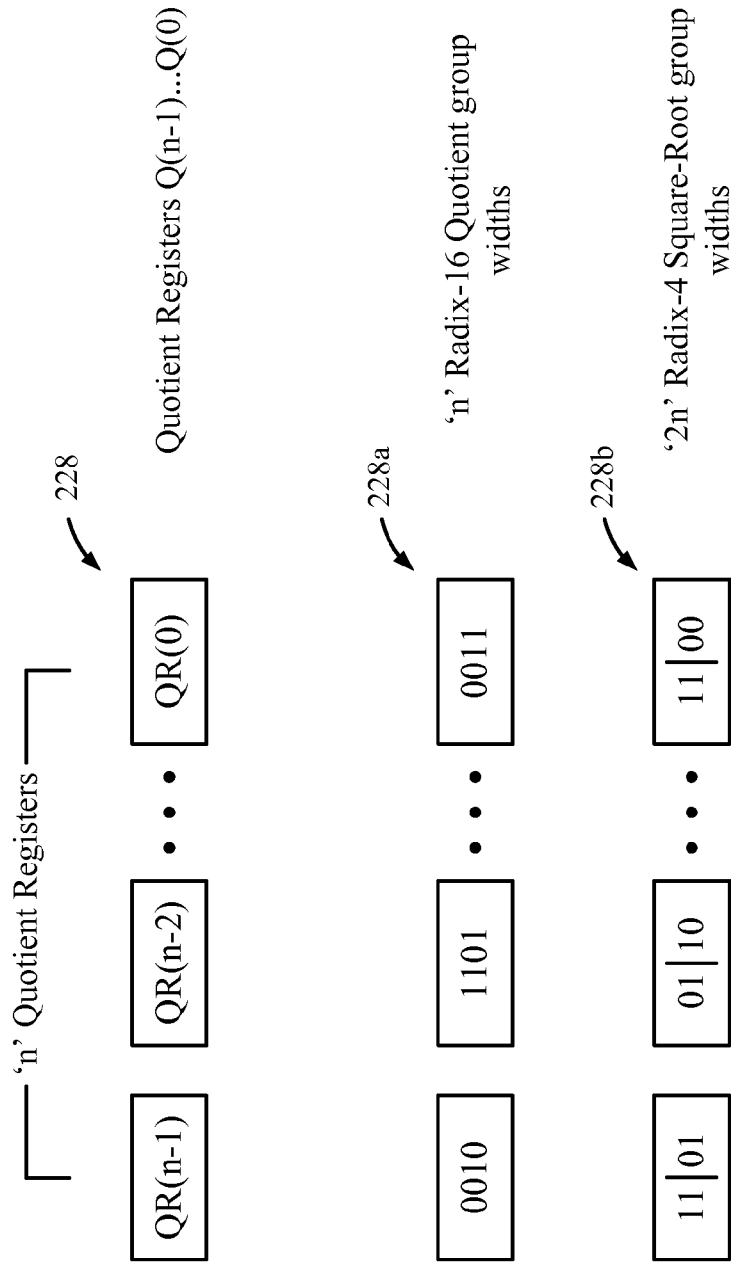 ‘n’ Quotient Registers
QR(n-1) QR(n-2) QR(0)
228
Quotient Registers Q(n-1)...Q(0)
0010 1101 0011
228a
‘n’ Radix-16 Quotient group
widths
11|01 01|10 11|00
228b
‘2n’ Radix-4 Square-Root group
widths